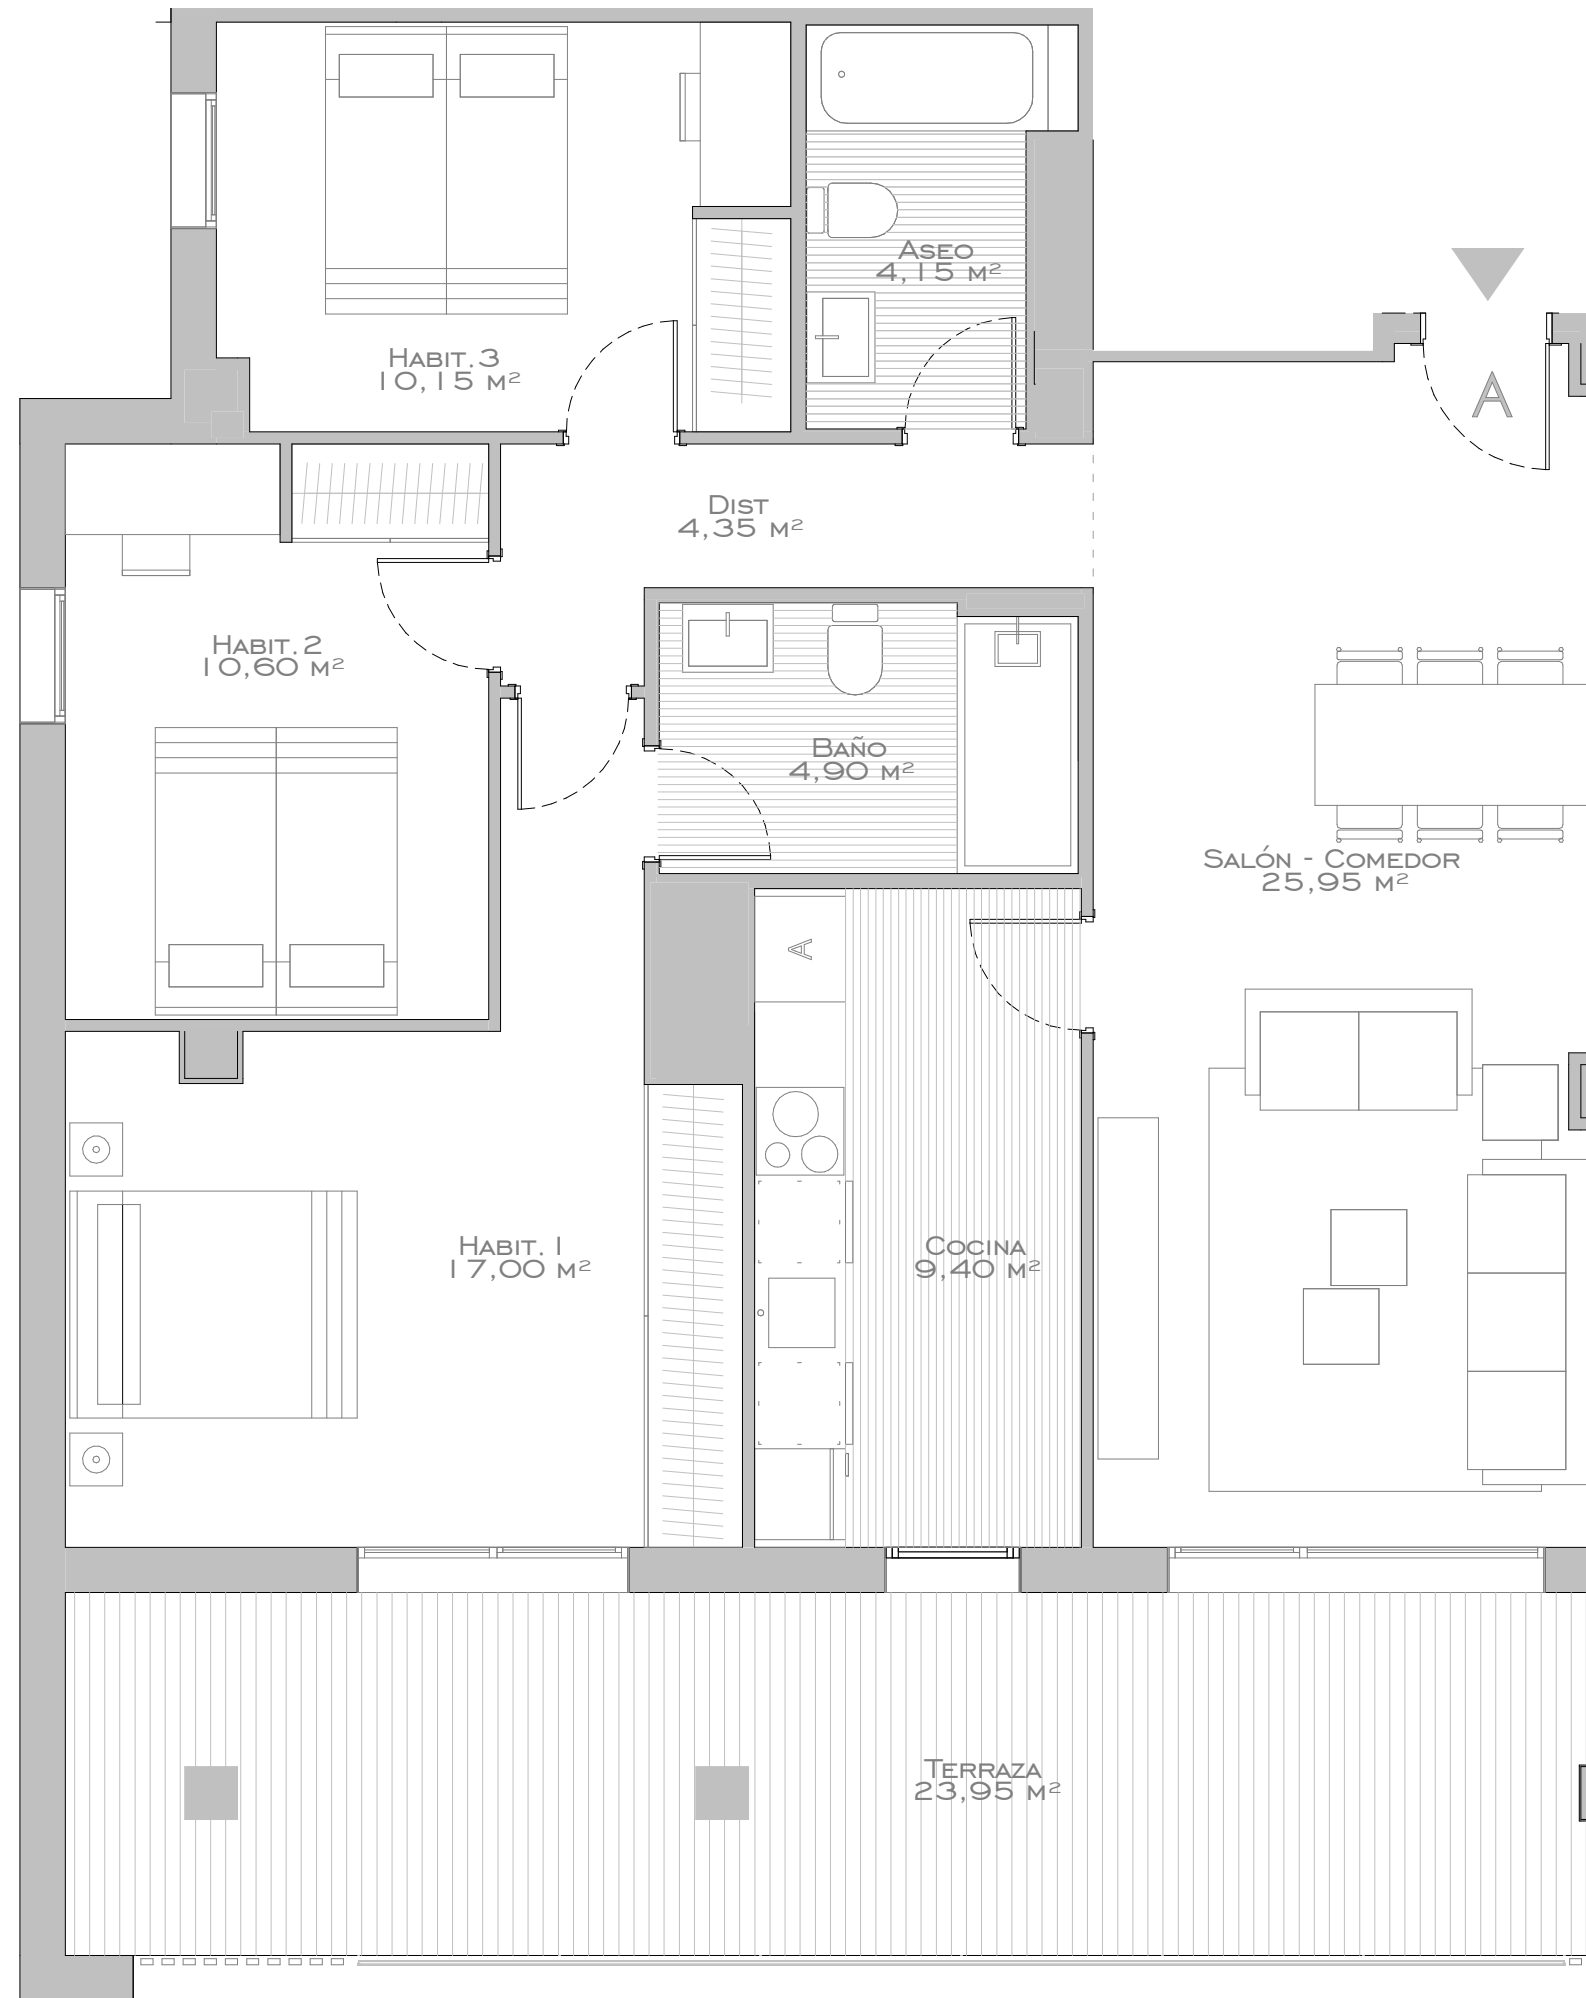 Aseo
4,15 m²
Habit. 3
10,15 m²
A
Dist
4,35 m²
Habit. 2
10,60 m²
Baño
4,90 m²
Salón - Comedor
25,95 m²
A
Habit. 1
17,00 m²
Cocina
9,40 m²
Terraza
23,95 m²